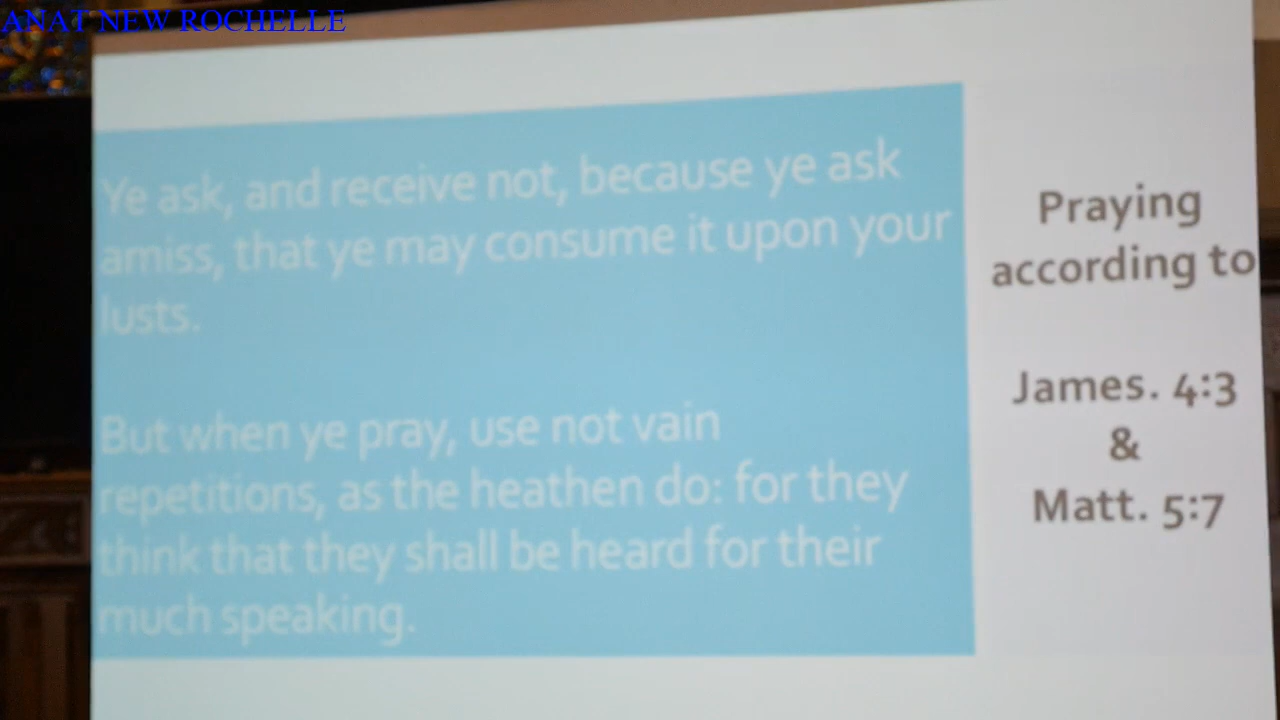 ANAT NEW ROCHELLE
Ye ask, and receive not, because ye ask
amiss, that ye may consume it upon your
lusts.
But when ye pray, use not vain
repetitions, as the heathen do: for they
think that they shall be heard for their
much speaking.
Praying
according to
James. 4:3
&
Matt. 5:7